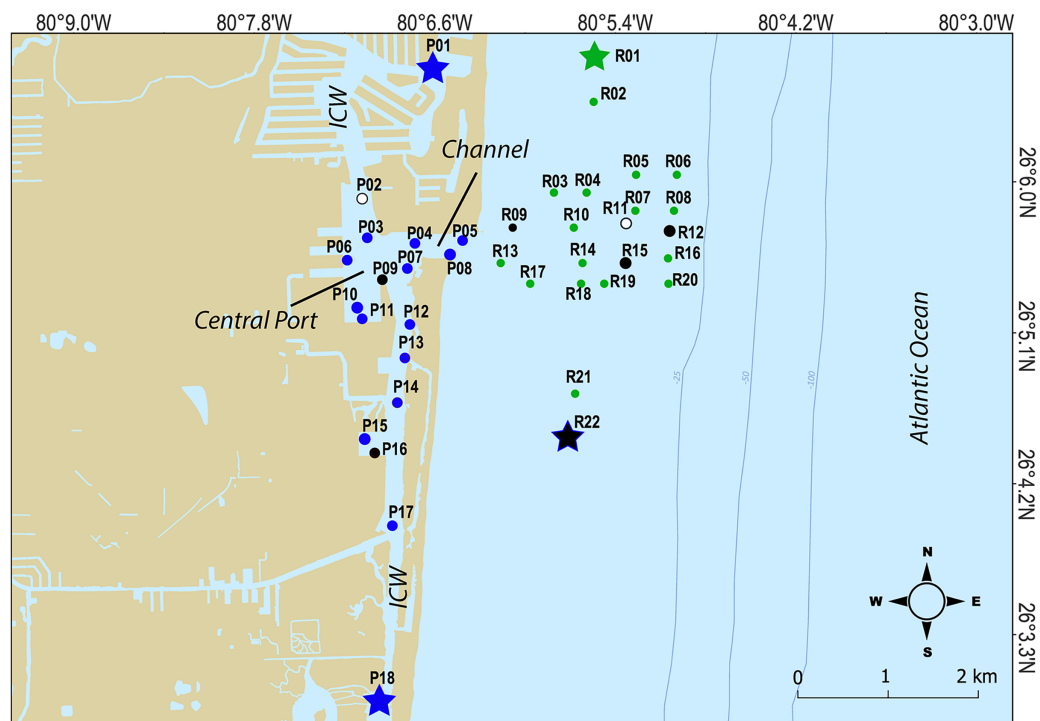 80°9.0'W 80°7.8'W 80°6.6'W 80°5.4'W 80°4.2'W 80°3.0'W
P01
R01
R02
ICW
Channel
26°6.0'N
P02
R05 R06
R03 R04
R11 R07 R08
R09 R10
R12
P03 P04 P05
P06 P07 P08
P09
R13 R14 R15 R16
R17 R18 R19 R20
P10
P11 P12
Central Port
26°5.1'N
P13
Atlantic Ocean
-25 -50 -100
R21
P14
R22
P15
P16
26°4.2'N
P17
ICW
N
W E
S
26°3.3'N
P18
0 1 2 km